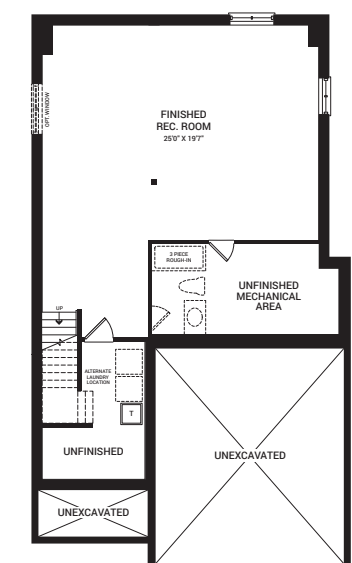 OPT. WINDOW
FINISHED
REC. ROOM
25'0" X 19'7"
3 PIECE
ROUGH-IN
UNFINISHED
MECHANICAL
AREA
UP
ALTERNATE
LAUNDRY
LOCATION
T
UNFINISHED
UNEXCAVATED
UNEXCAVATED